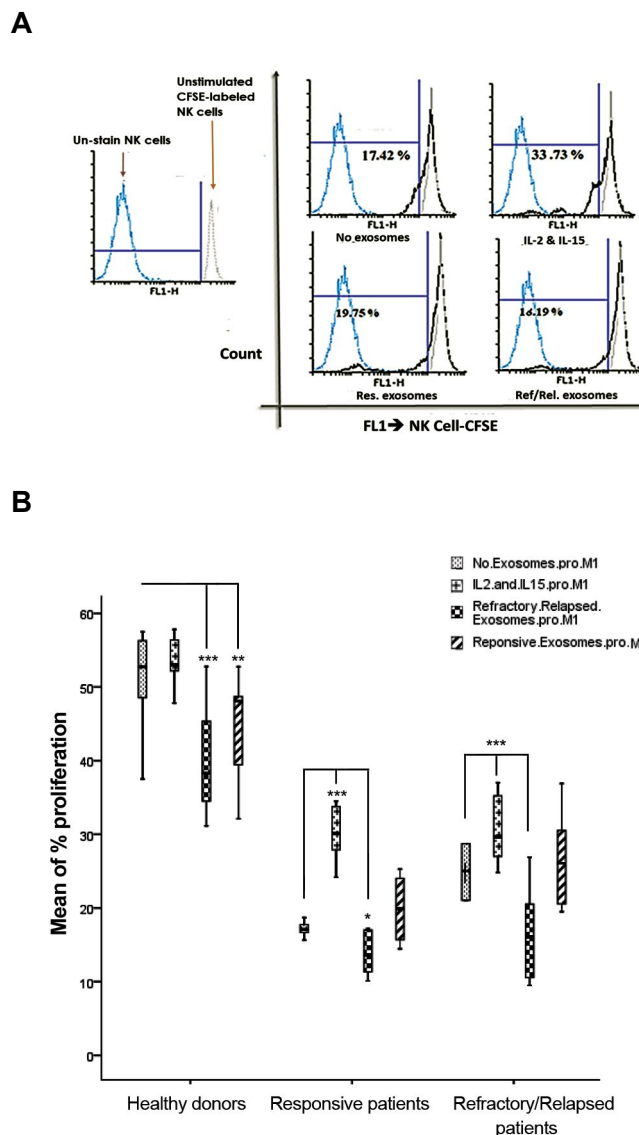 A
Unstimulated
CFSE-labeled
NK cells
Un-stain NK cells
FL1-H
17.42 %
FL1-H
No exosomes
33.73 %
FL1-H
IL-2 & IL-15
19.75 %
FL1-H
Res. exosomes
FL1-H
Ref/Rel. exosomes
Count
FL1➔ NK Cell-CFSE
B
No.Exosomes.pro.M1
IL2.and.IL15.pro.M1
Refractory.Relapsed.
Exosomes.pro.M1
Reponsive.Exosomes.pro.M
Mean of % proliferation
60
50
40
30
20
10
0
***
**
***
*
***
Healthy donors
Responsive patients
Refractory/Relapsed
patients